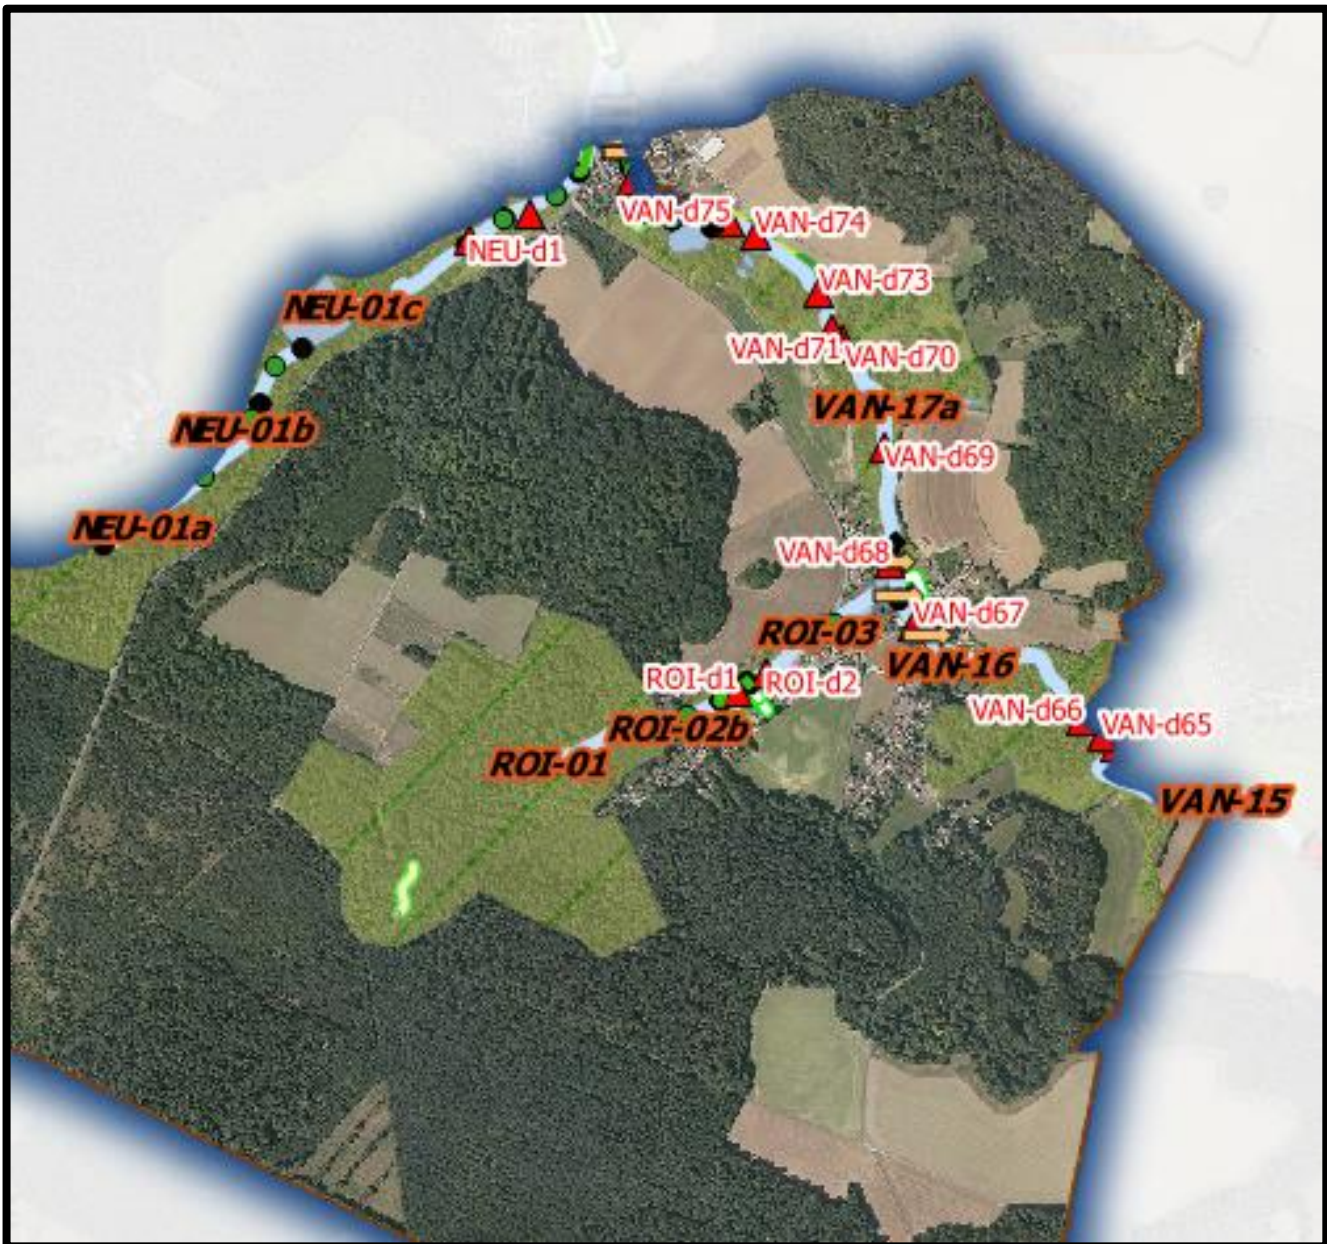 VAN-d75
VAN-d74
NEU-d1
VAN-d73
NEU-01c
VAN-d71
VAN-d70
VAN-17a
NEU-01b
VAN-d69
NEU-01a
VAN-d68
VAN-d67
ROI-03
VAN-16
ROI-d1
ROI-d2
VAN-d66
VAN-d65
ROI-02b
ROI-01
VAN-15